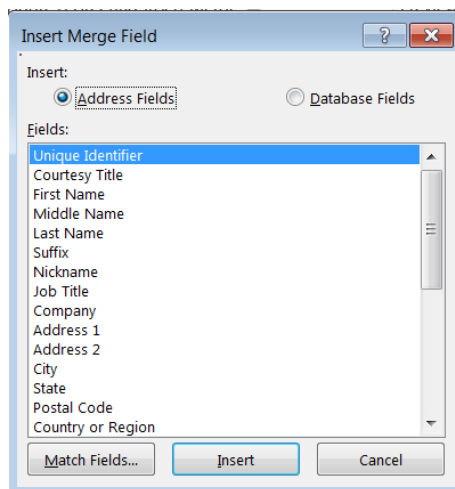 Insert Merge Field
Insert:
Address Fields Database Fields
Fields:
Unique Identifier
Courtesy Title
First Name
Middle Name
Last Name
Suffix
Nickname
Job Title
Company
Address 1
Address 2
City
State
Postal Code
Country or Region
Match Fields... Insert Cancel